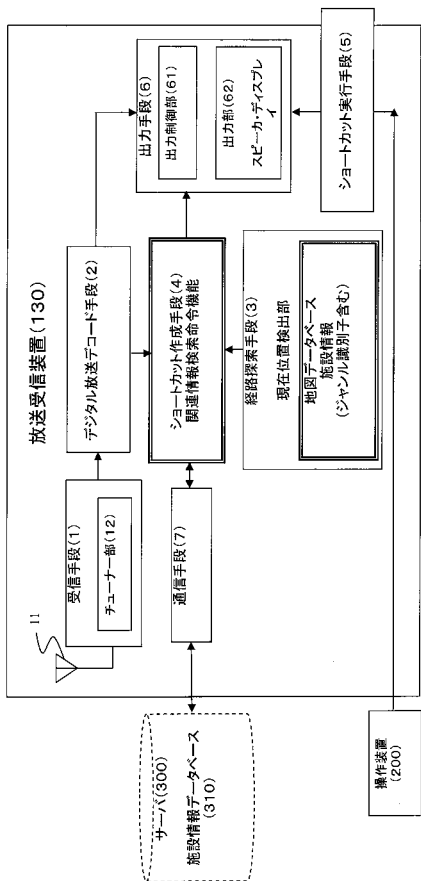 放送受信装置(130)
11
受信手段(1)
チューナー部(12)
デジタル放送デコード手段(2)
出力手段(6)
出力制御部(61)
出力部(62)
スピーカ・ディスプレ
イ
サーバ(300)
施設情報データベース
(310)
通信手段(7)
ショートカット作成手段(4)
関連情報検索命令機能
経路探索手段(3)
現在位置検出部
地図データベース
施設情報
(ジャンル識別子含む)
ショートカット実行手段(5)
操作装置
(200)